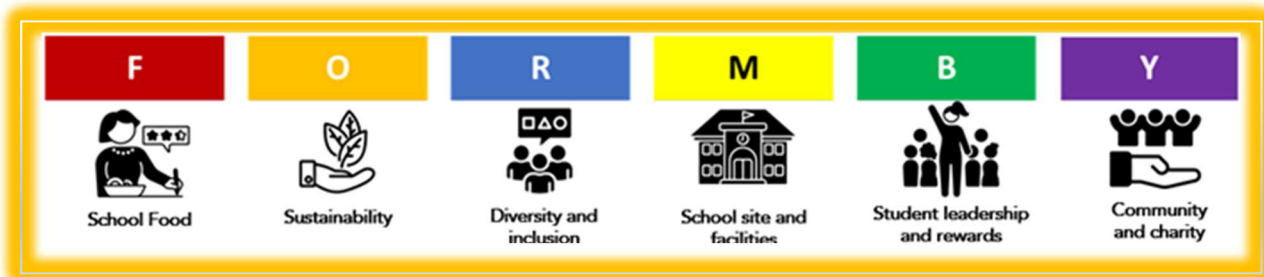 F O R M B Y
School Food
Sustainability
Diversity and
inclusion
School site and
facilities
Student leadership
and rewards
Community
and charity